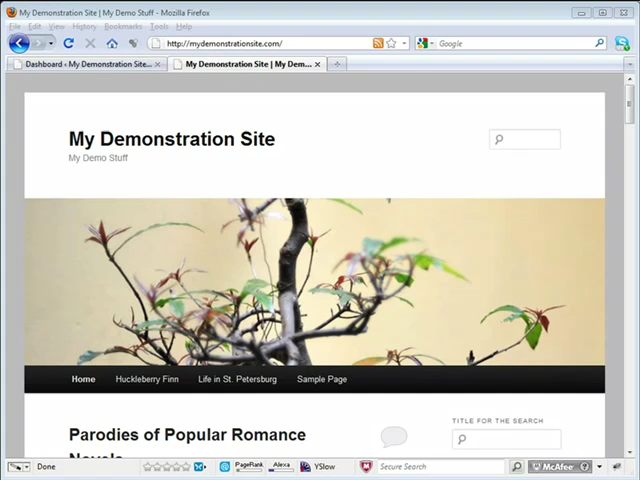 My Demonstration Site | My Demo Stuff - Mozilla Firefox
File Edit View History Bookmarks Tools Help
http://mydemonstrationsite.com/
Google
Dashboard ‹ My Demonstration Site...
My Demonstration Site | My Dem...
My Demonstration Site
My Demo Stuff
Home Huckleberry Finn Life in St. Petersburg Sample Page
TITLE FOR THE SEARCH
Parodies of Popular Romance
Novels
Done
PageRank
Alexa
YSlow
Secure Search
McAfee